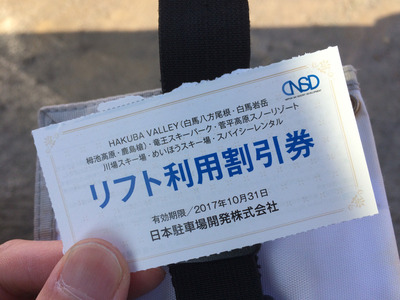 NSD
HAKUBA VALLEY（白馬八方尾根・白馬岩岳
栂池高原・鹿島槍）・竜王スキーパーク・菅平高原スノーリゾート
川場スキー場・めいほうスキー場・スパイシーレンタル
リフト利用割引券
有効期限／2017年10月31日
日本駐車場開発株式会社